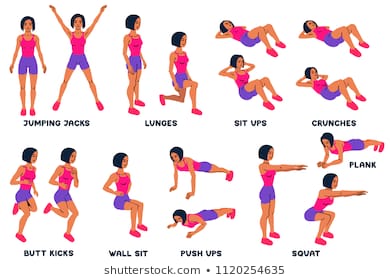 JUMPING JACKS
LUNGES
SIT UPS
CRUNCHES
PLANK
BUTT KICKS
WALL SIT
PUSH UPS
SQUAT
shutterstock.com • 1120254635